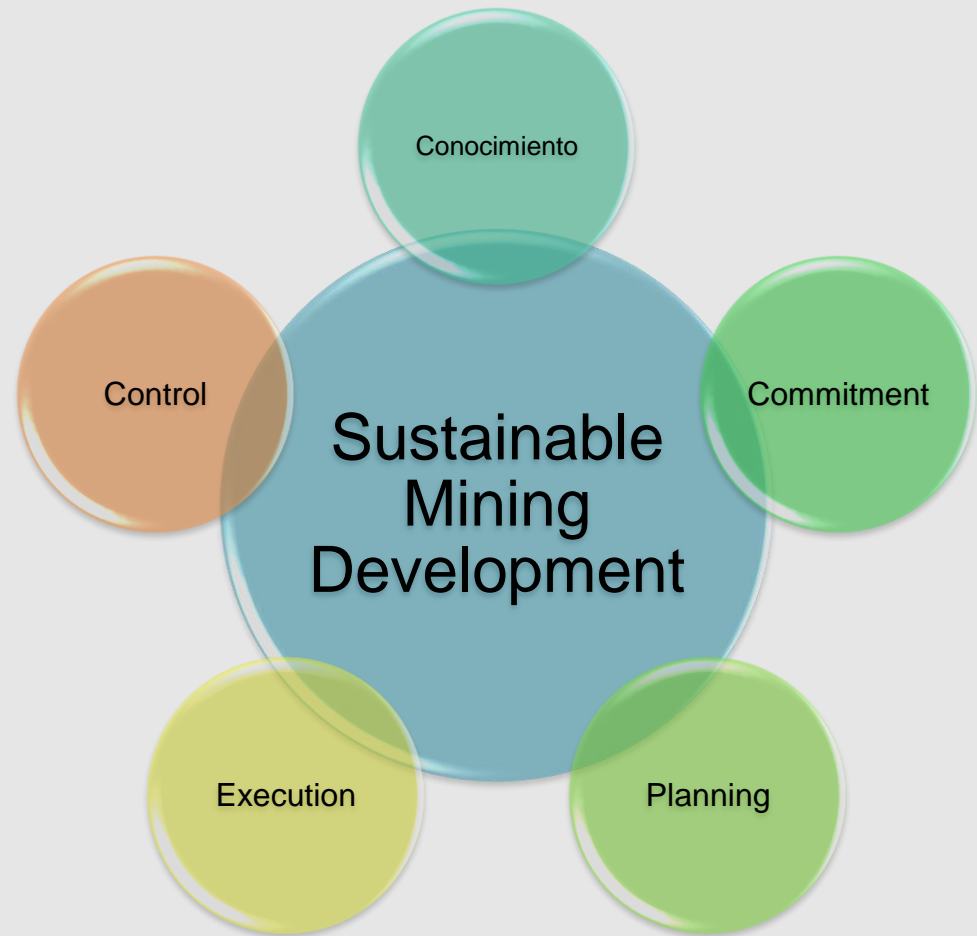 Conocimiento
Control
Commitment
Sustainable
Mining
Development
Execution
Planning